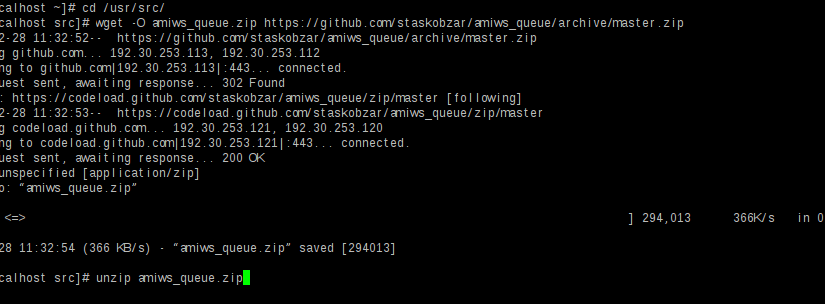 calhost ~]# cd /usr/src/
calhost src]# wget -O amiws_queue.zip https://github.com/staskobzar/amiws_queue/archive/master.zip
2-28 11:32:52-- https://github.com/staskobzar/amiws_queue/archive/master.zip
g github.com... 192.30.253.113, 192.30.253.112
ng to github.com|192.30.253.113|:443... connected.
uest sent, awaiting response... 302 Found
: https://codeload.github.com/staskobzar/amiws_queue/zip/master [following]
2-28 11:32:53-- https://codeload.github.com/staskobzar/amiws_queue/zip/master
g codeload.github.com... 192.30.253.121, 192.30.253.120
ng to codeload.github.com|192.30.253.121|:443... connected.
uest sent, awaiting response... 200 OK
unspecified [application/zip]
o: “amiws_queue.zip”
<=> ] 294,013 366K/s in 0
28 11:32:54 (366 KB/s) - “amiws_queue.zip” saved [294013]
calhost src]# unzip amiws_queue.zip